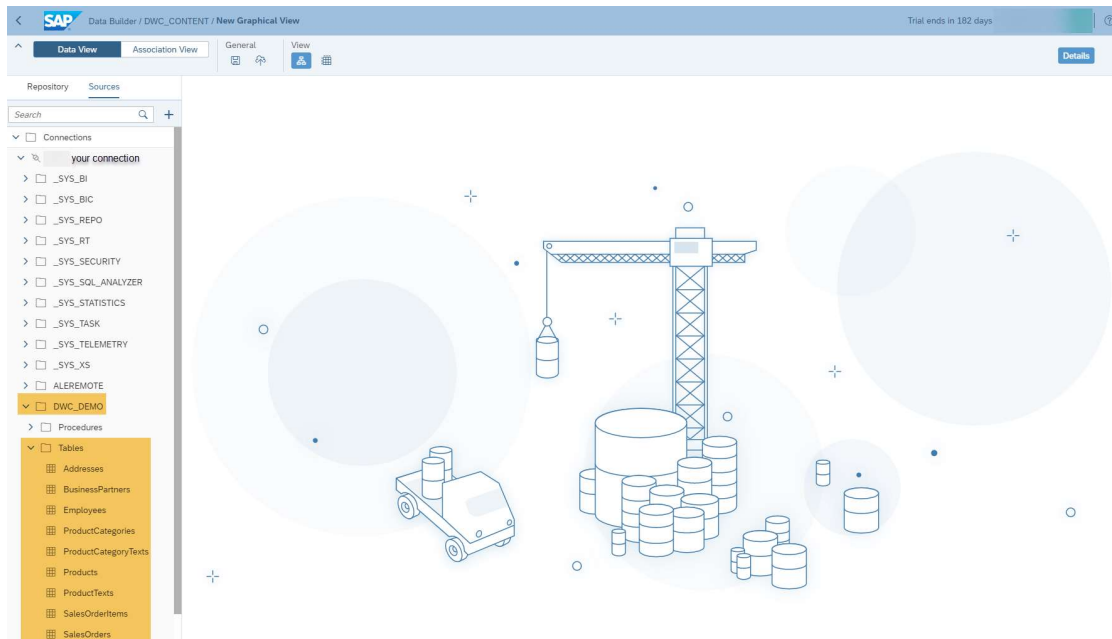 SAP Data Builder / DWC_CONTENT / New Graphical View Trial ends in 182 days
Data View Association View General View
Details
Repository Sources
Search
Connections
your connection
_SYS_BI
_SYS_BIC
_SYS_REPO
_SYS_RT
_SYS_SECURITY
_SYS_SQL_ANALYZER
_SYS_STATISTICS
_SYS_TASK
_SYS_TELEMETRY
_SYS_XS
ALEREMOTE
DWC_DEMO
Procedures
Tables
Addresses
BusinessPartners
Employees
ProductCategories
ProductCategoryTexts
Products
ProductTexts
SalesOrderItems
SalesOrders